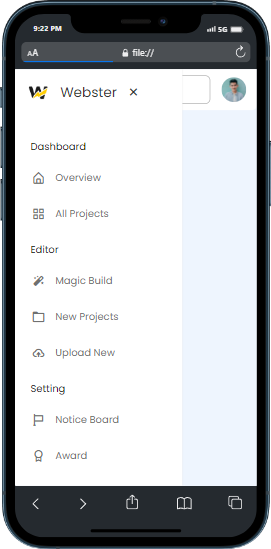 9:22 PM
5G
AA
file://
Webster
Dashboard
Overview
All Projects
Editor
Magic Build
New Projects
Upload New
Setting
Notice Board
Award